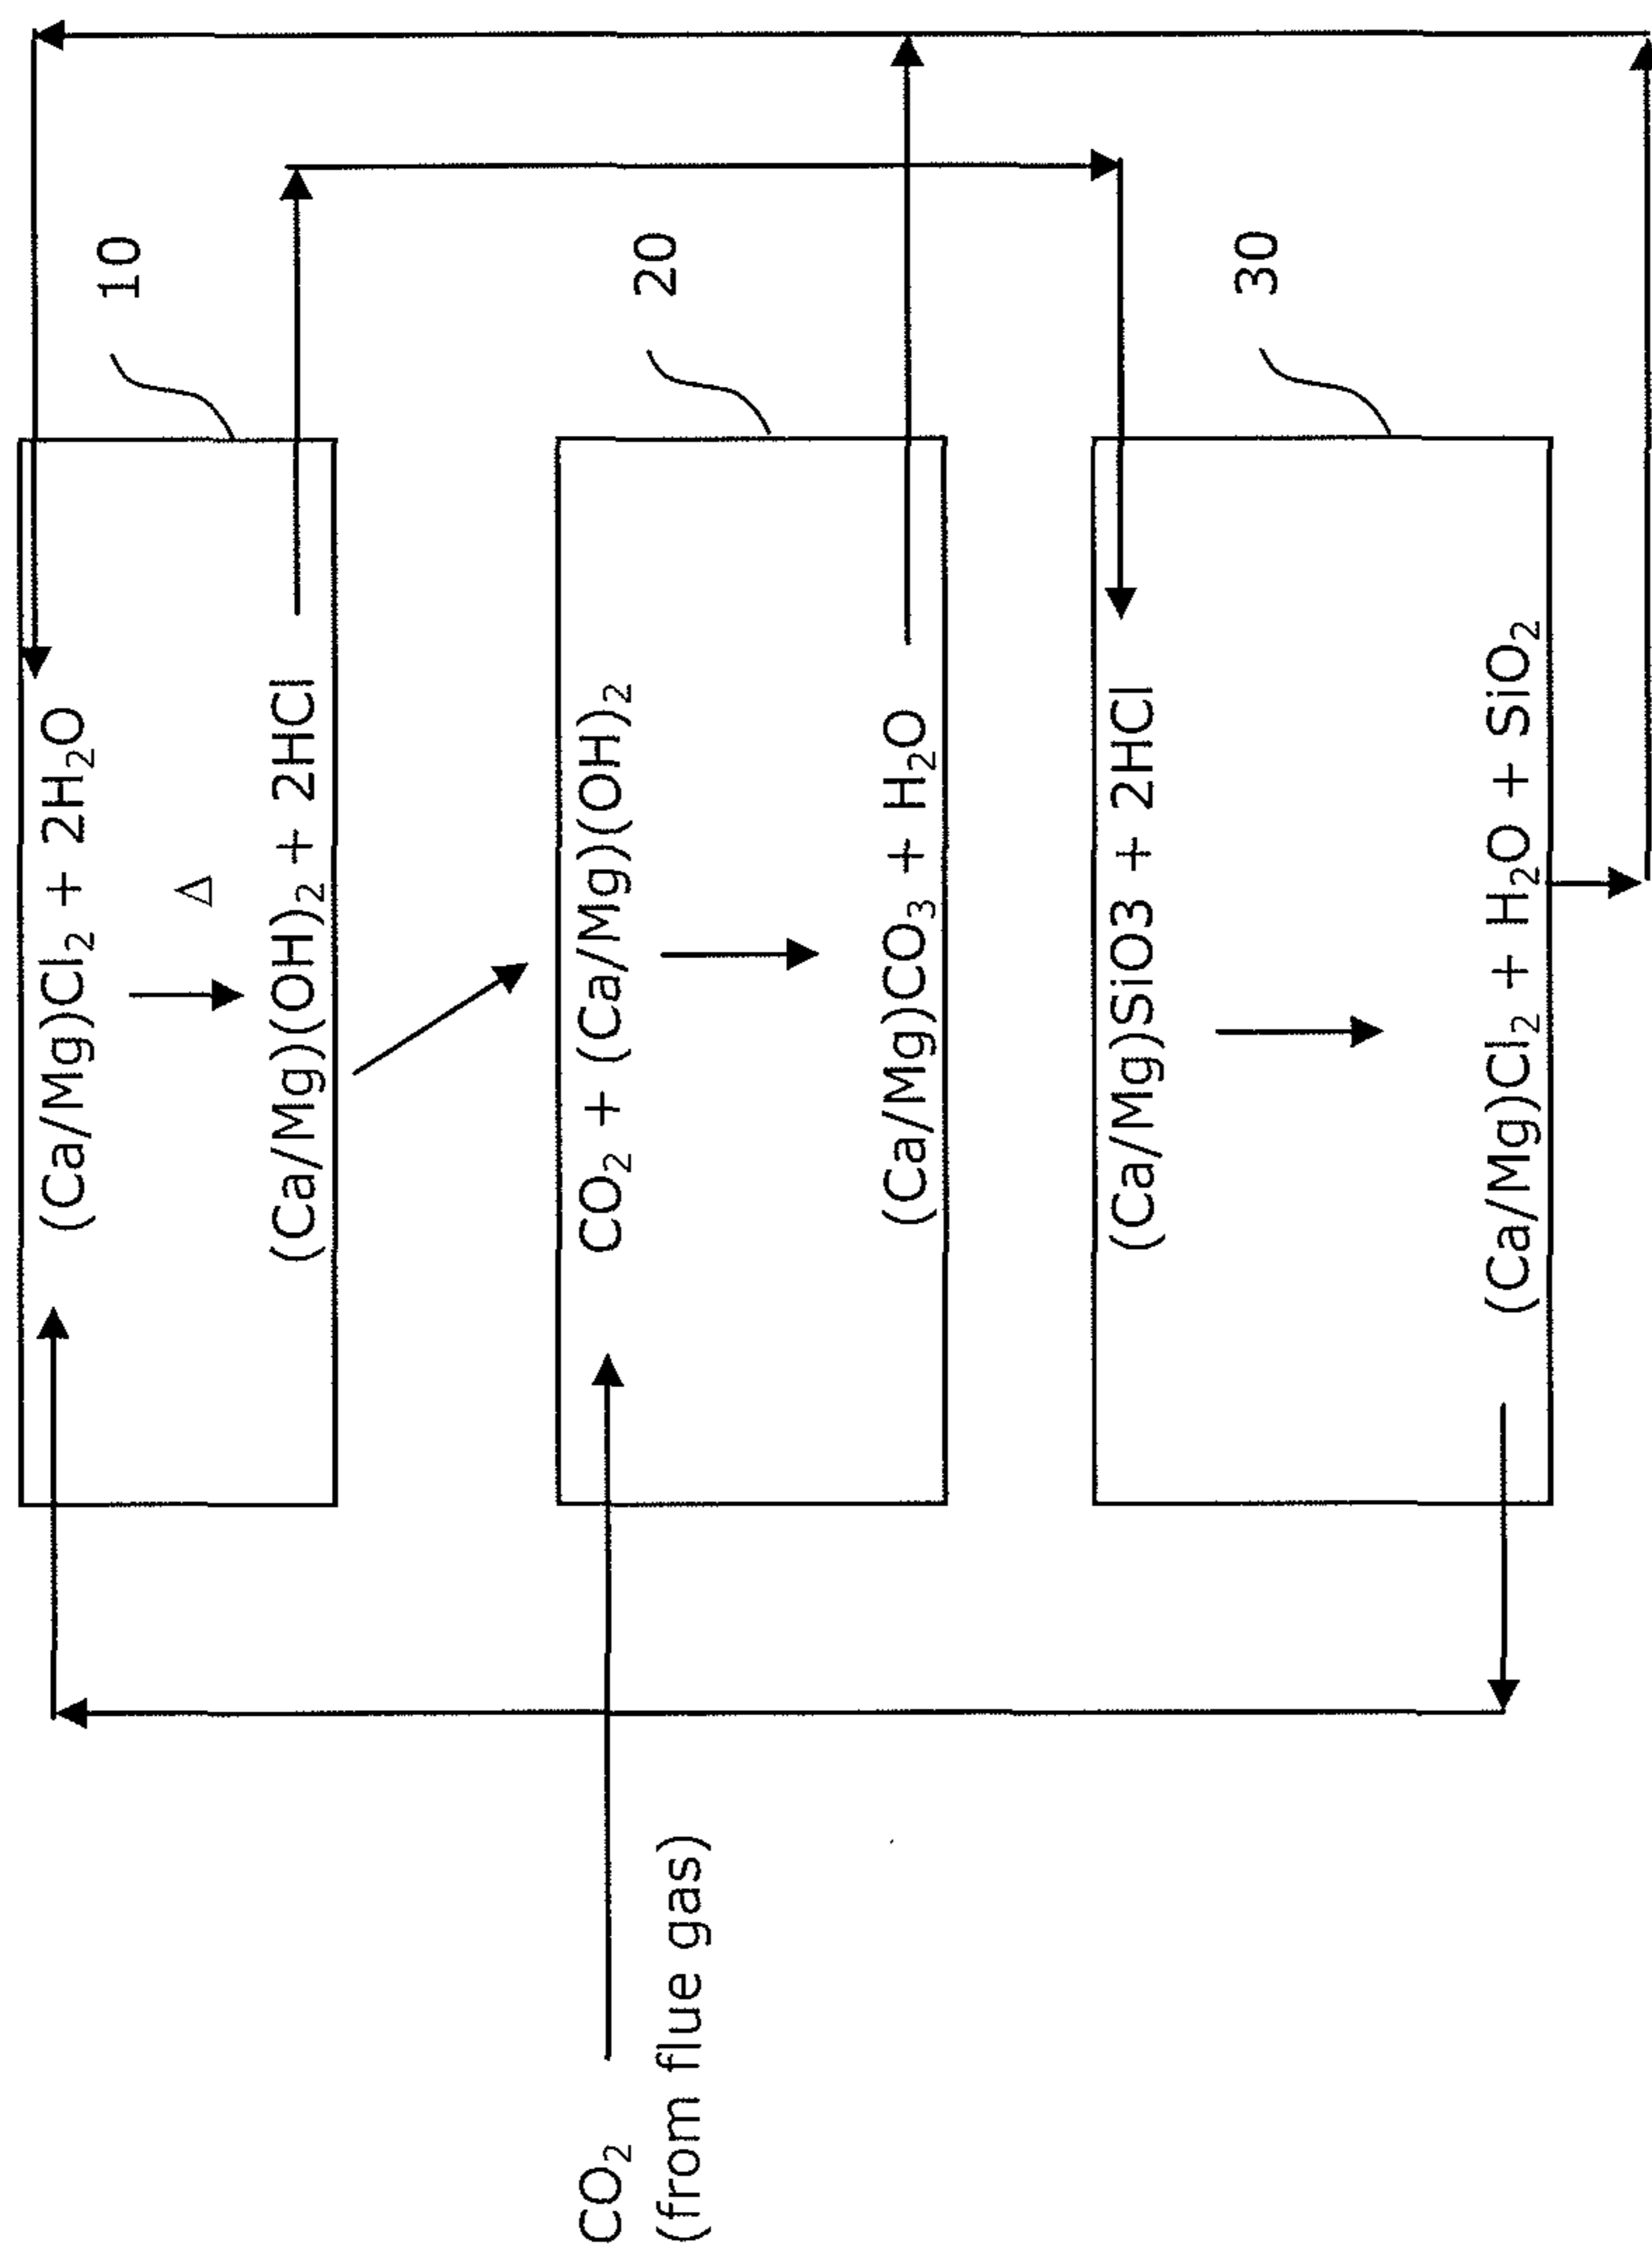 (Ca/Mg)Cl₂ + 2H₂O
Δ
(Ca/Mg)(OH)₂ + 2HCl
10
CO₂
(from flue gas)
CO₂ + (Ca/Mg)(OH)₂
(Ca/Mg)CO₃ + H₂O
20
(Ca/Mg)SiO3 + 2HCl
(Ca/Mg)Cl₂ + H₂O + SiO₂
30